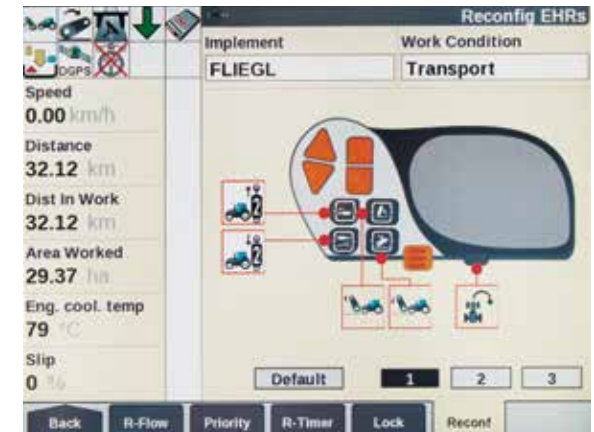 Reconfig EHRs
Implement
Work Condition
FLIEGL
Transport
DGPS
Speed
0.00 km/h
Distance
32.12 km
Dist In Work
32.12 km
Area Worked
29.37 ha
Eng. cool. temp
79 °C
Slip
0 %
Default
1
2
3
Back
R-Flow
Priority
R-Timer
Lock
Reconf